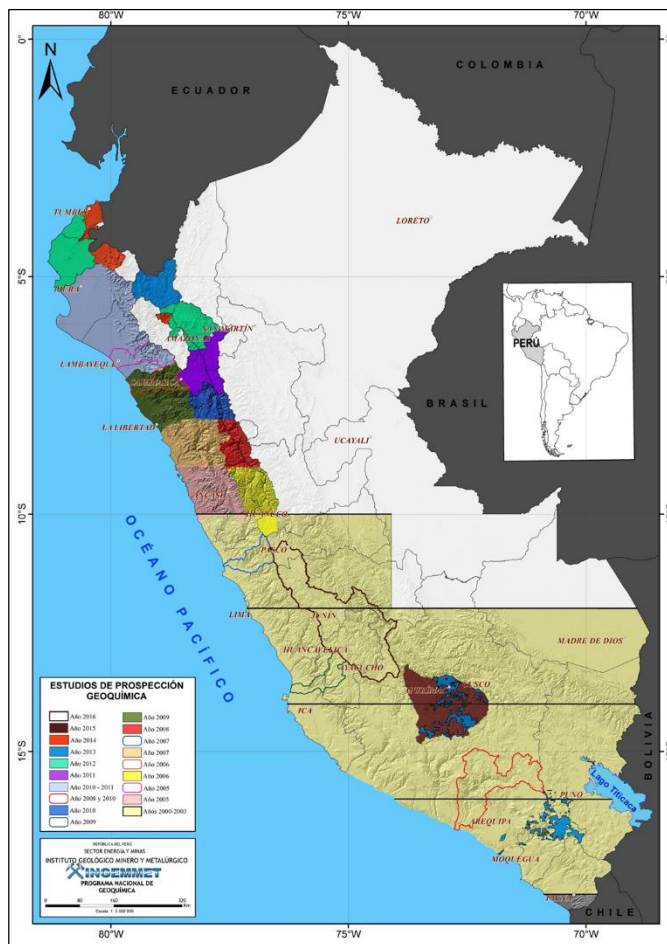 80°W
75°W
70°W
0°
N
COLOMBIA
ECUADOR
TUMBES
LORETO
5°S
PIURA
SAN MARTÍN
AMAZONAS
PERÚ
LAMBAYEQUE
CAJAMARCA
BRASIL
LA LIBERTAD
UCAYALI
ANCASH
HUANUCO
10°S
OCÉANO PACÍFICO
PASCO
LIMA
JUNÍN
MADRE DE DIOS
HUANCAVELICA
AYACUCHO
CUSCO
APURÍMAC
ICA
ESTUDIOS DE PROSPECCIÓN
GEOQUÍMICA
Año 2016
Año 2015
Año 2014
Año 2013
Año 2012
Año 2011
Año 2010 - 2011
Año 2008 y 2010
Año 2010
Año 2009
Año 2009
Año 2008
Año 2007
Año 2007
Año 2006
Año 2006
Año 2005
Año 2005
Años 2000-2003
15°S
BOLIVIA
Lago Titicaca
PUNO
AREQUIPA
MOQUEGUA
TACNA
CHILE
REPÚBLICA DEL PERÚ
SECTOR ENERGÍA Y MINAS
INSTITUTO GEOLÓGICO MINERO Y METALÚRGICO
INGEMMET
PROGRAMA NACIONAL DE
GEOQUÍMICA
0 80 160 320
Km
80°W
75°W
70°W